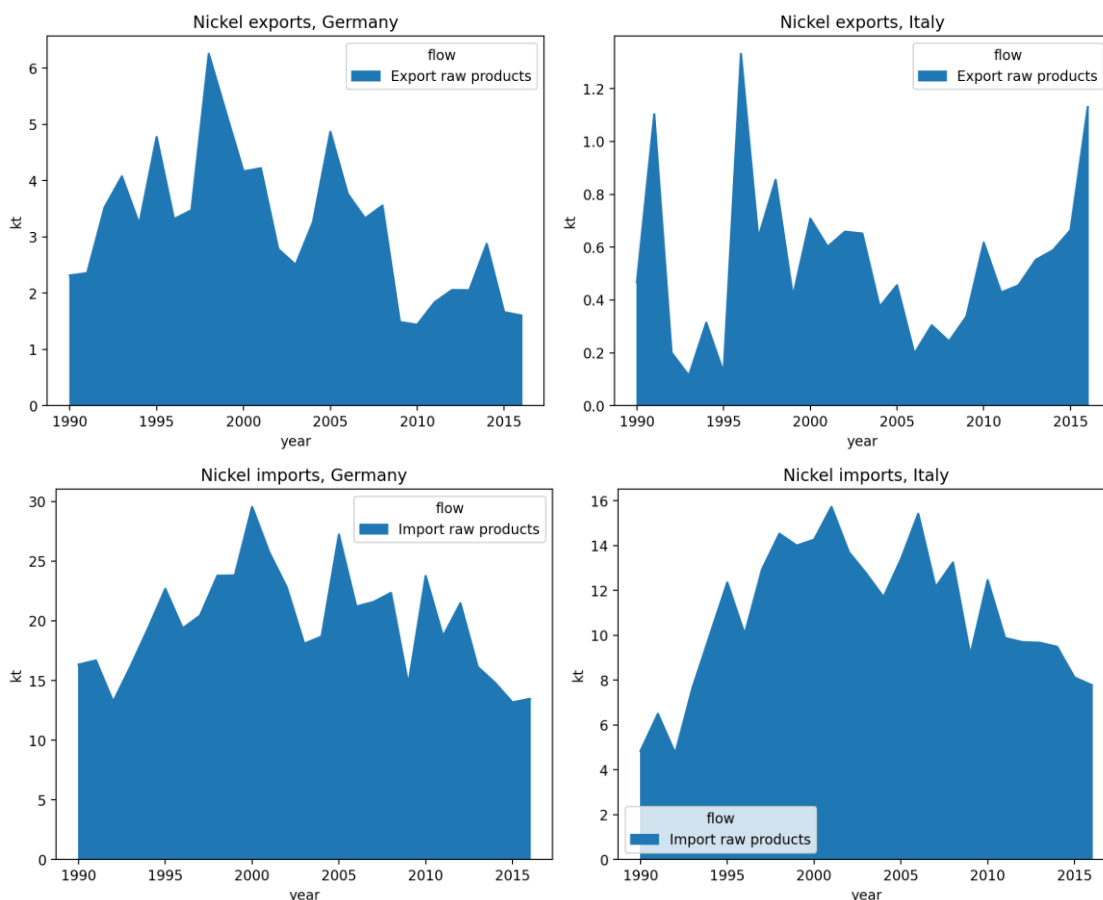 Nickel exports, Germany
flow
Export raw products
kt
6
5
4
3
2
1
0
1990 1995 2000 2005 2010 2015
year
Nickel exports, Italy
flow
Export raw products
kt
1.2
1.0
0.8
0.6
0.4
0.2
0.0
1990 1995 2000 2005 2010 2015
year
Nickel imports, Germany
flow
Import raw products
kt
30
25
20
15
10
5
0
1990 1995 2000 2005 2010 2015
year
Nickel imports, Italy
kt
16
14
12
10
8
6
4
2
0
flow
Import raw products
1990 1995 2000 2005 2010 2015
year